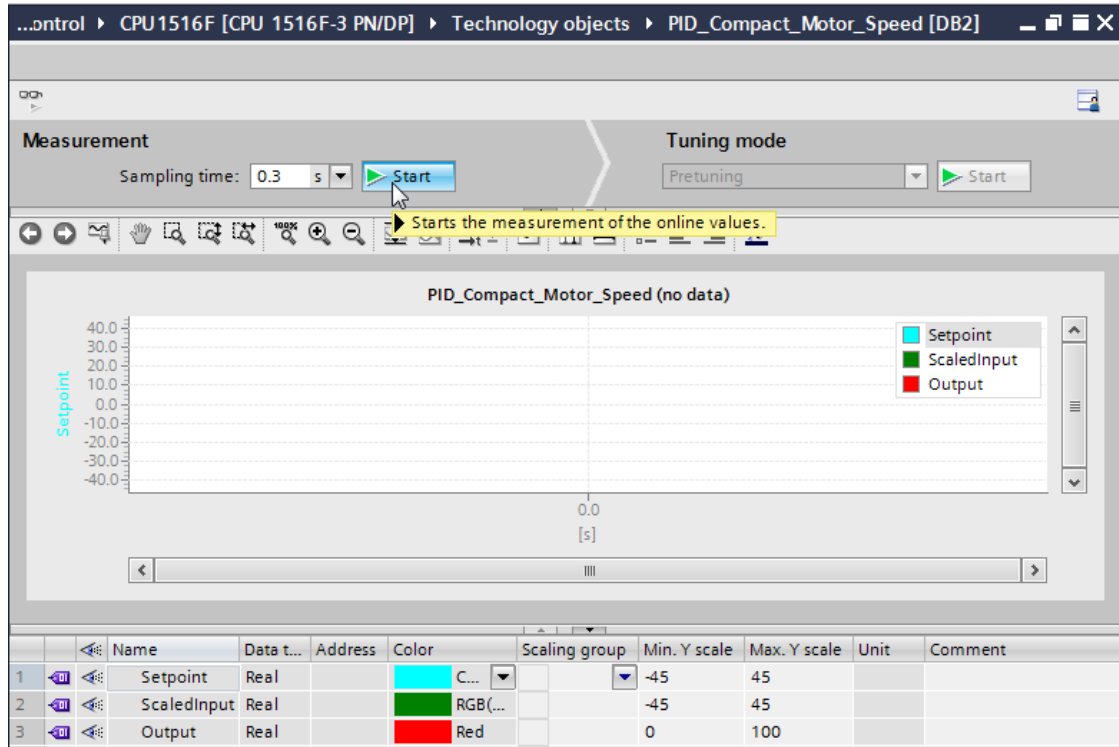 ...ontrol ▸ CPU1516F [CPU 1516F-3 PN/DP] ▸ Technology objects ▸ PID_Compact_Motor_Speed [DB2]
Measurement Tuning mode
Sampling time: 0.3 s Start Pretuning Start
Starts the measurement of the online values.
100%
PID_Compact_Motor_Speed (no data)
40.0
30.0
20.0
10.0
0.0
-10.0
-20.0
-30.0
-40.0
Setpoint
Setpoint
ScaledInput
Output
0.0
[s]
Name Data t... Address Color Scaling group Min. Y scale Max. Y scale Unit Comment
1 Setpoint Real C... -45 45
2 ScaledInput Real RGB(... -45 45
3 Output Real Red 0 100